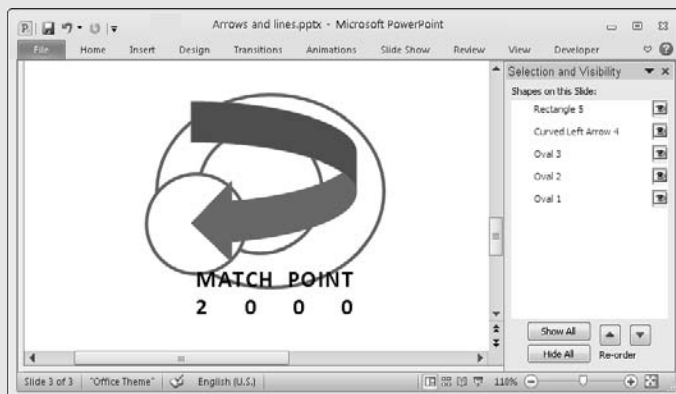 Arrows and lines.pptx - Microsoft PowerPoint
File Home Insert Design Transitions Animations Slide Show Review View Developer
Selection and Visibility
Shapes on this Slide:
Rectangle 5
Curved Left Arrow 4
Oval 3
Oval 2
Oval 1
MATCH POINT
2 0 0 0
Show All
Hide All
Re-order
Slide 3 of 3 "Office Theme" English (U.S.) 118%